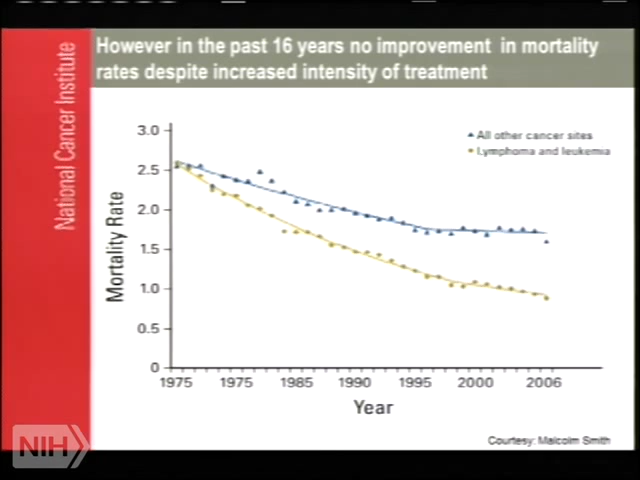 However in the past 16 years no improvement in mortality
rates despite increased intensity of treatment
National Cancer Institute
3.0
2.5
2.0
1.5
1.0
0.5
0
Mortality Rate
All other cancer sites
Lymphoma and leukemia
1975 1975 1985 1990 1995 2000 2006
Year
Courtesy: Malcolm Smith
NIH